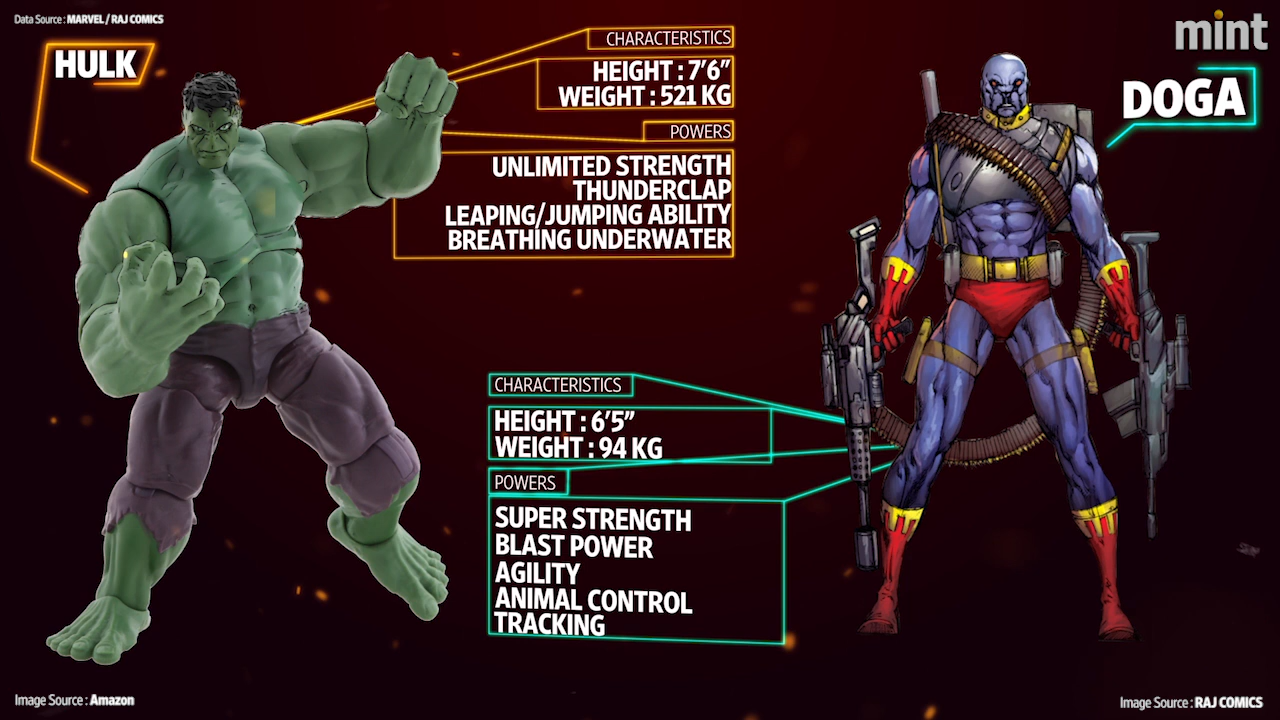 Data Source : MARVEL / RAJ COMICS
mint
HULK
CHARACTERISTICS
HEIGHT : 7’6”
WEIGHT : 521 KG
POWERS
UNLIMITED STRENGTH
THUNDERCLAP
LEAPING/JUMPING ABILITY
BREATHING UNDERWATER
DOGA
CHARACTERISTICS
HEIGHT : 6’5”
WEIGHT : 94 KG
POWERS
SUPER STRENGTH
BLAST POWER
AGILITY
ANIMAL CONTROL
TRACKING
Image Source : Amazon
Image Source : RAJ COMICS